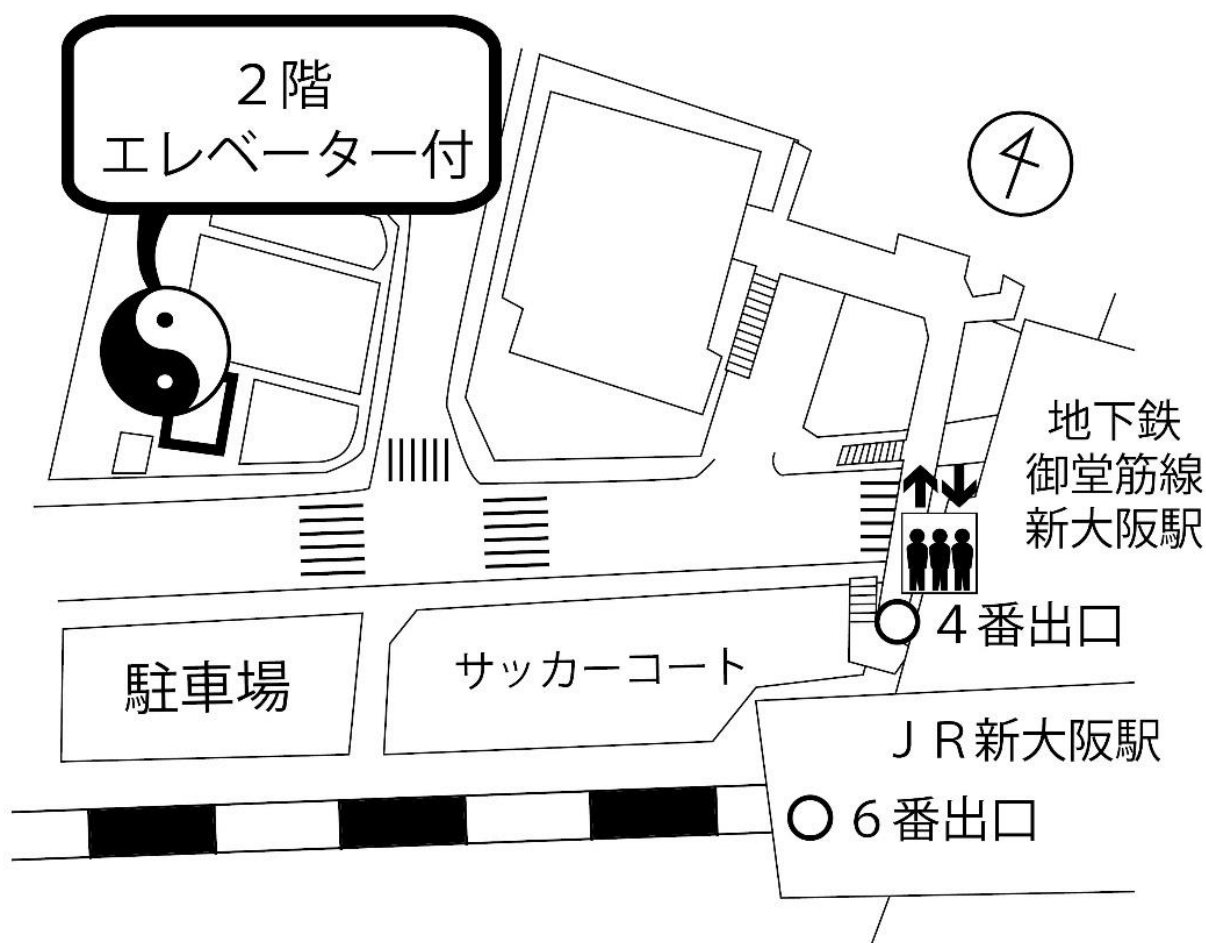 ２階
エレベーター付
地下鉄
御堂筋線
新大阪駅
４番出口
駐車場
サッカーコート
ＪＲ新大阪駅
６番出口